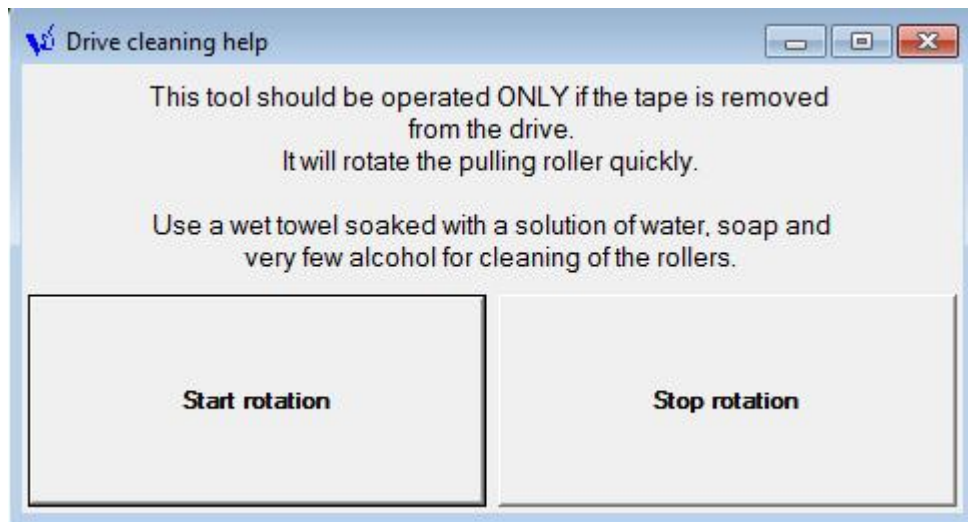 Drive cleaning help
This tool should be operated ONLY if the tape is removed
from the drive.
It will rotate the pulling roller quickly.
Use a wet towel soaked with a solution of water, soap and
very few alcohol for cleaning of the rollers.
Start rotation
Stop rotation